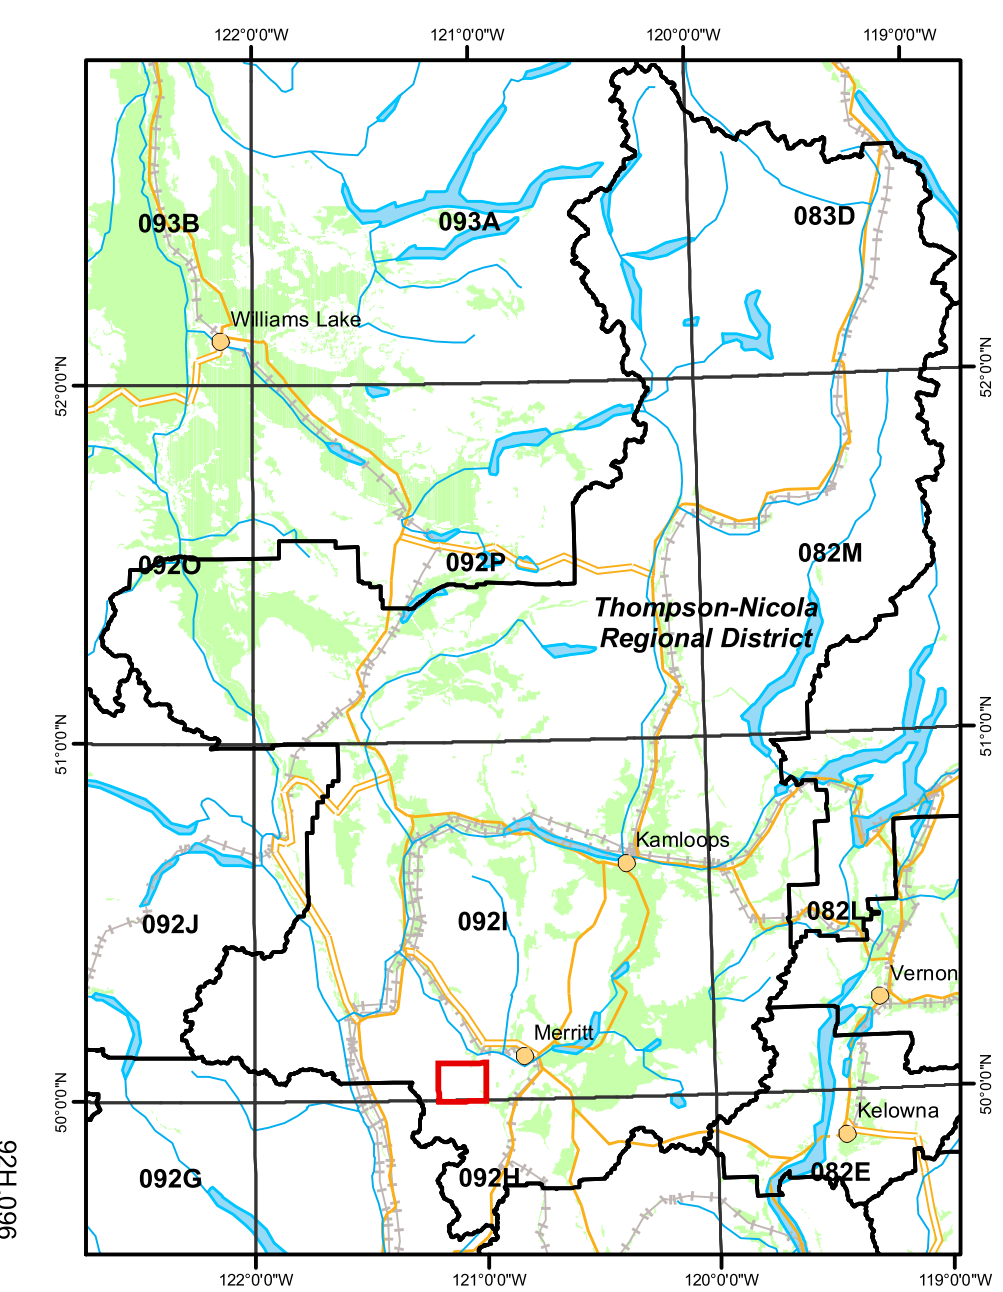 122°0'0"W 121°0'0"W 120°0'0"W 119°0'0"W
093B
093A
083D
Williams Lake
52°0'0"N
52°0'0"N
092O
092P
082M
Thompson-Nicola
Regional District
51°0'0"N
51°0'0"N
Kamloops
092J
092I
082L
Vernon
Merritt
50°0'0"N
50°0'0"N
Kelowna
92H.096
092G
092H
082E
122°0'0"W 121°0'0"W 120°0'0"W 119°0'0"W